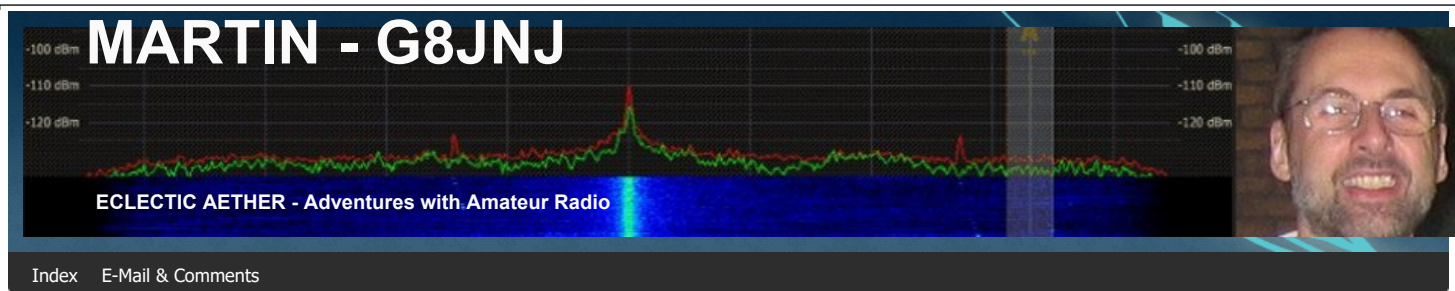 MARTIN - G8JNJ
-100 dBm
-100 dBm
-110 dBm
-110 dBm
-120 dBm
-120 dBm
ECLECTIC AETHER - Adventures with Amateur Radio
Index E-Mail & Comments